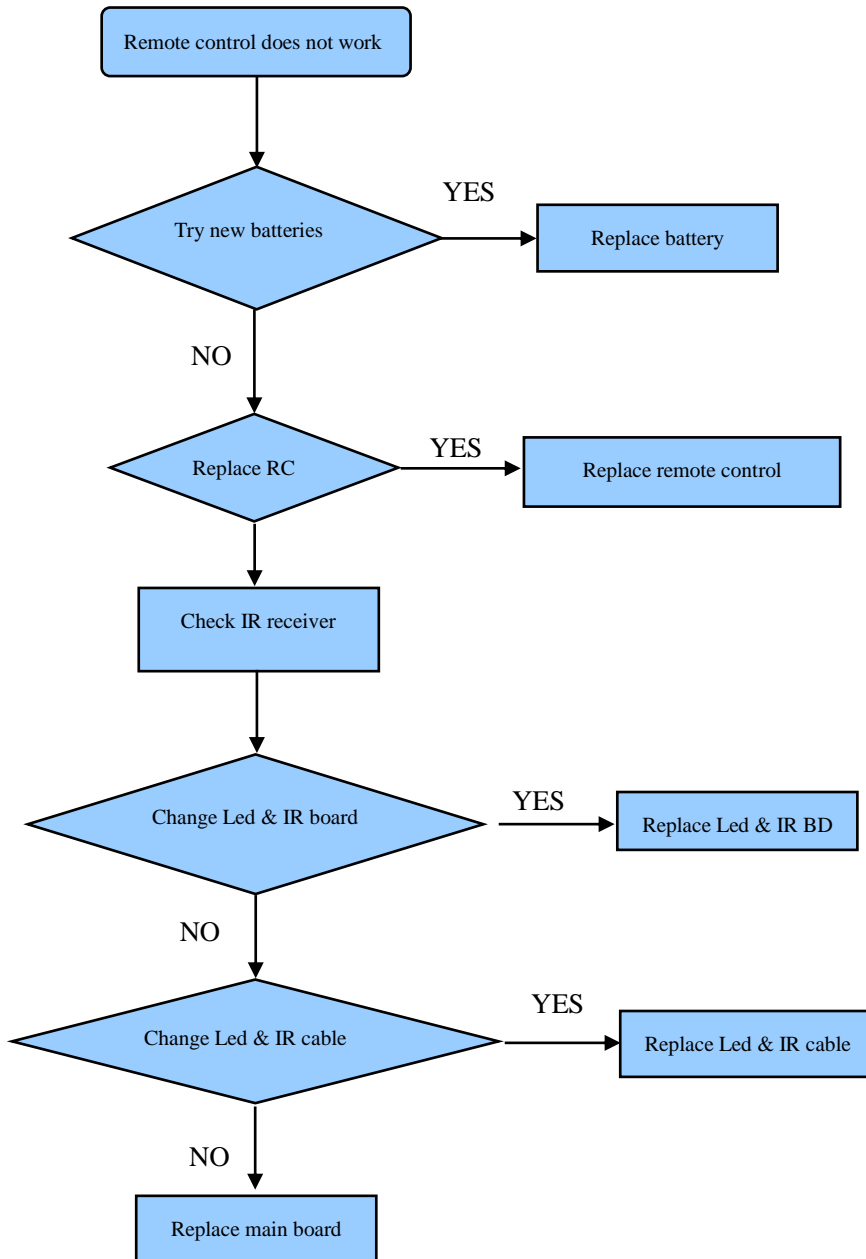 Remote control does not work
YES
Try new batteries
Replace battery
NO
YES
Replace RC
Replace remote control
Check IR receiver
YES
Change Led & IR board
Replace Led & IR BD
NO
YES
Change Led & IR cable
Replace Led & IR cable
NO
Replace main board